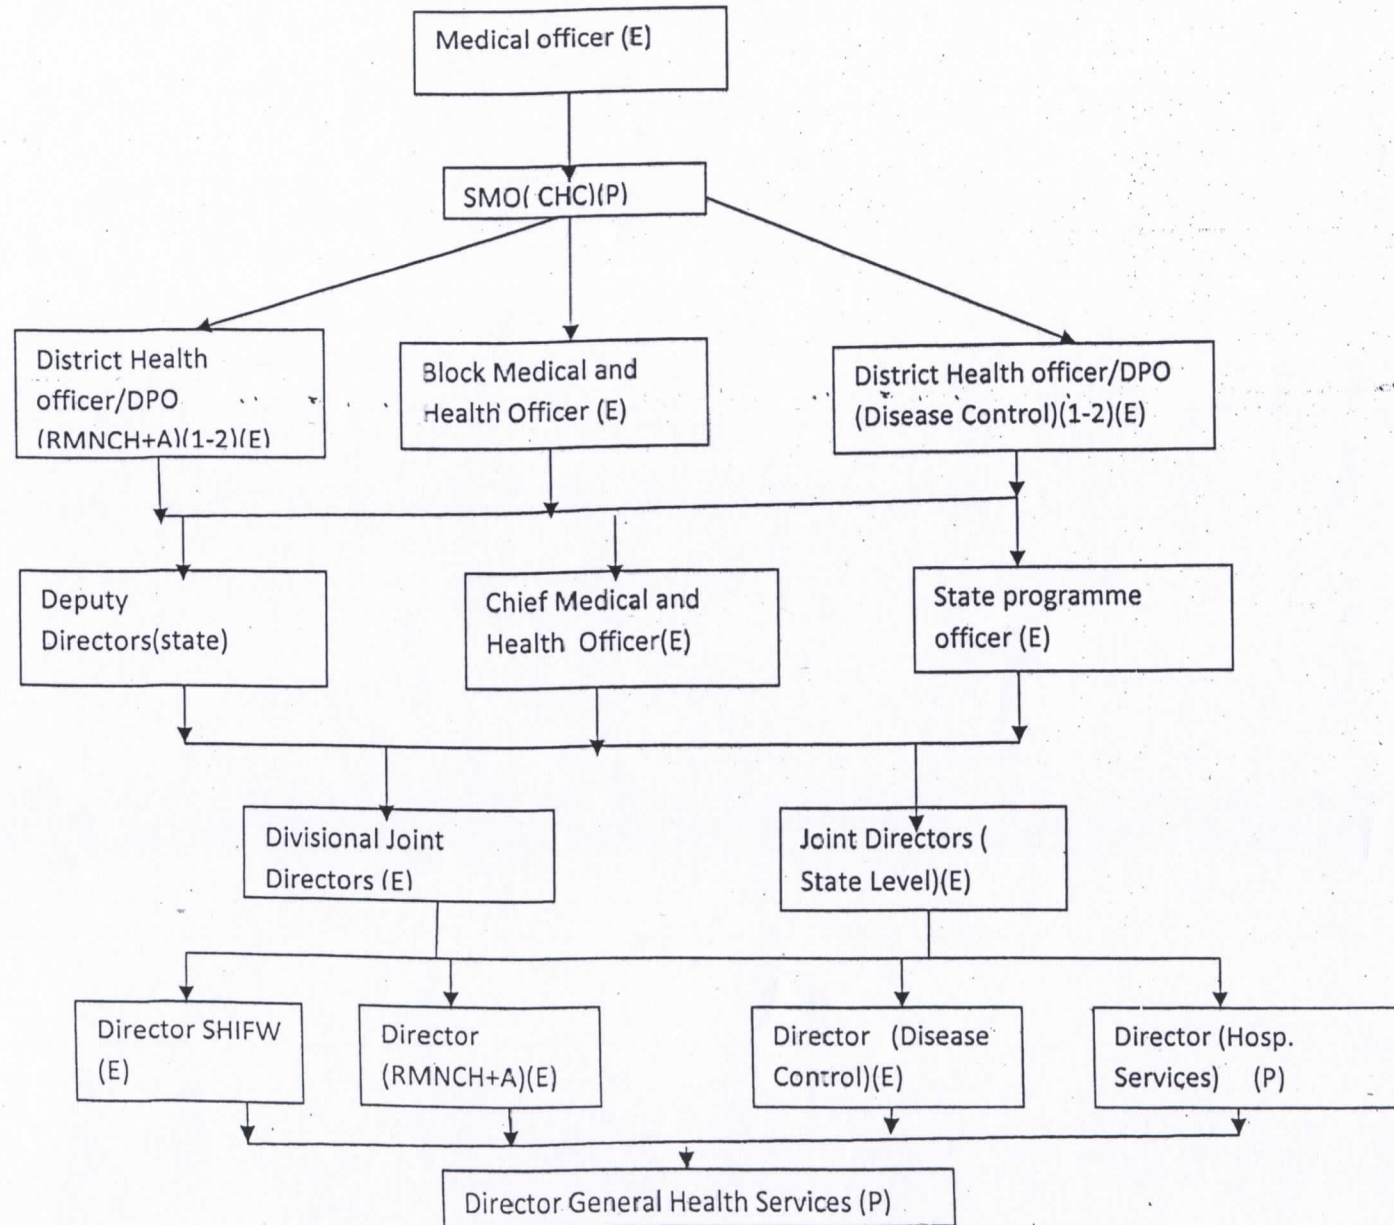 Medical officer (E)
SMO( CHC)(P)
District Health
officer/DPO
(RMNCH+A)(1-2)(E)
Block Medical and
Health Officer (E)
District Health officer/DPO
(Disease Control)(1-2)(E)
Deputy
Directors(state)
Chief Medical and
Health Officer(E)
State programme
officer (E)
Divisional Joint
Directors (E)
Joint Directors (
State Level)(E)
Director SHIFW
(E)
Director
(RMNCH+A)(E)
Director (Disease
Control)(E)
Director (Hosp.
Services) (P)
Director General Health Services (P)